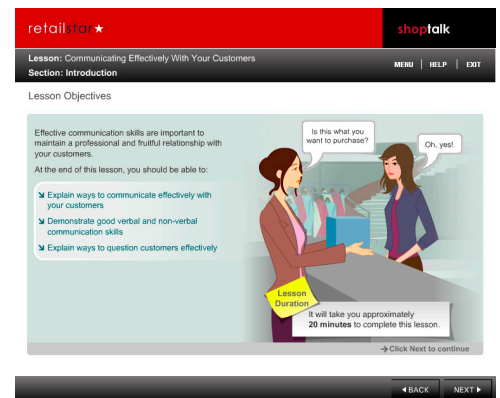 retailstar★
shoptalk
Lesson: Communicating Effectively With Your Customers
Section: Introduction
MENU | HELP | EXIT
Lesson Objectives
Effective communication skills are important to
maintain a professional and fruitful relationship with
your customers.
At the end of this lesson, you should be able to:
Explain ways to communicate effectively with
your customers
Demonstrate good verbal and non-verbal
communication skills
Explain ways to question customers effectively
Is this what you
want to purchase?
Oh, yes!
Lesson
Duration
It will take you approximately
20 minutes to complete this lesson.
→ Click Next to continue
◄ BACK
NEXT ►